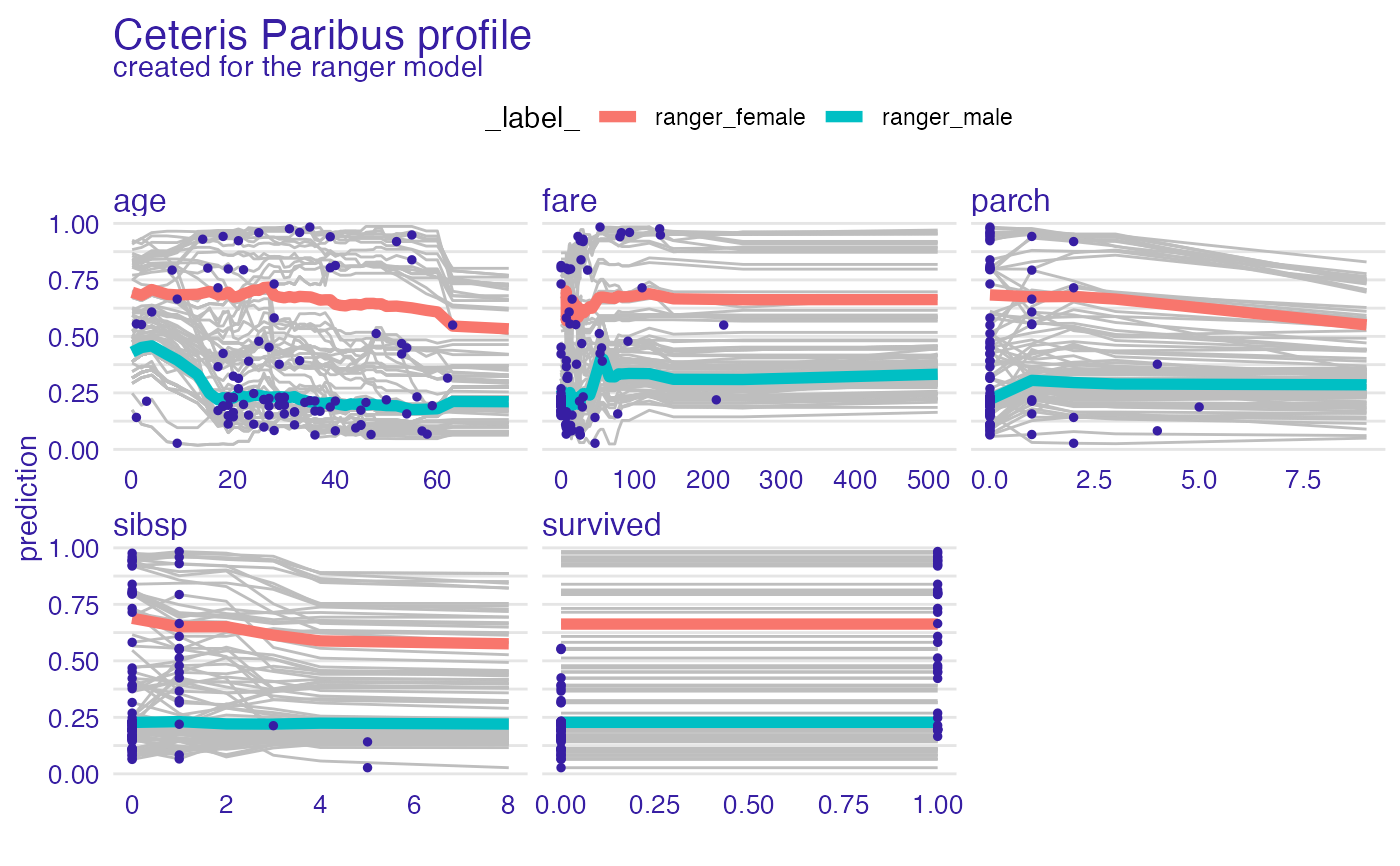 Ceteris Paribus profile
created for the ranger model
_label_ ranger_female ranger_male
age fare parch
1.00
0.75
0.50
0.25
0.00
0 20 40 60 0 100 200 300 400 500 0.0 2.5 5.0 7.5
prediction
sibsp survived
1.00
0.75
0.50
0.25
0.00
0 2 4 6 8 0.00 0.25 0.50 0.75 1.00